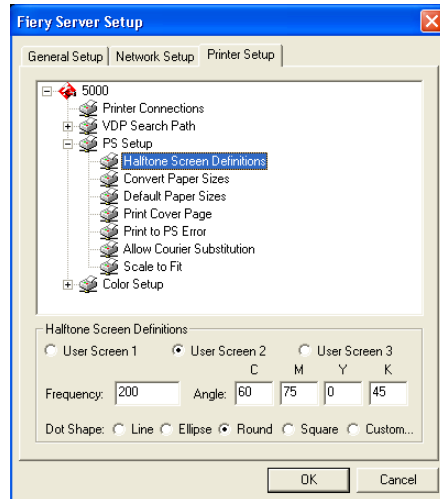 Fiery Server Setup
General Setup Network Setup Printer Setup
5000
Printer Connections
VDP Search Path
PS Setup
Halftone Screen Definitions
Convert Paper Sizes
Default Paper Sizes
Print Cover Page
Print to PS Error
Allow Courier Substitution
Scale to Fit
Color Setup
Halftone Screen Definitions
User Screen 1 User Screen 2 User Screen 3
C M Y K
Frequency: 200 Angle: 60 75 0 45
Dot Shape: Line Ellipse Round Square Custom...
OK Cancel